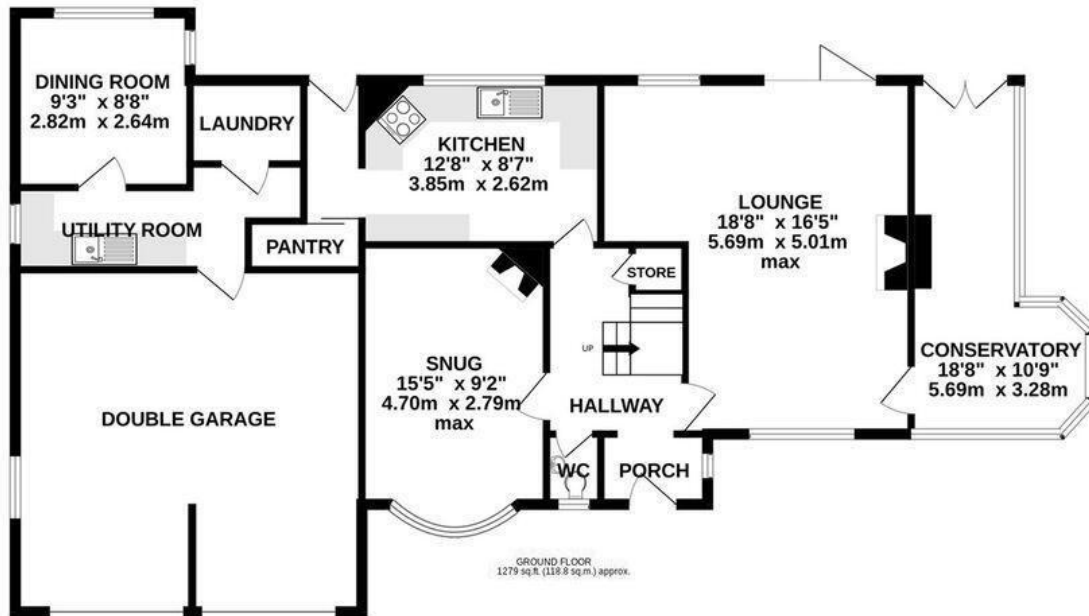 DINING ROOM
9'3" x 8'8"
2.82m x 2.64m
LAUNDRY
KITCHEN
12'8" x 8'7"
3.85m x 2.62m
LOUNGE
18'8" x 16'5"
5.69m x 5.01m
max
UTILITY ROOM
PANTRY
STORE
UP
SNUG
15'5" x 9'2"
4.70m x 2.79m
max
HALLWAY
CONSERVATORY
18'8" x 10'9"
5.69m x 3.28m
DOUBLE GARAGE
WC
PORCH
GROUND FLOOR
1279 sq.ft. (118.8 sq.m.) approx.